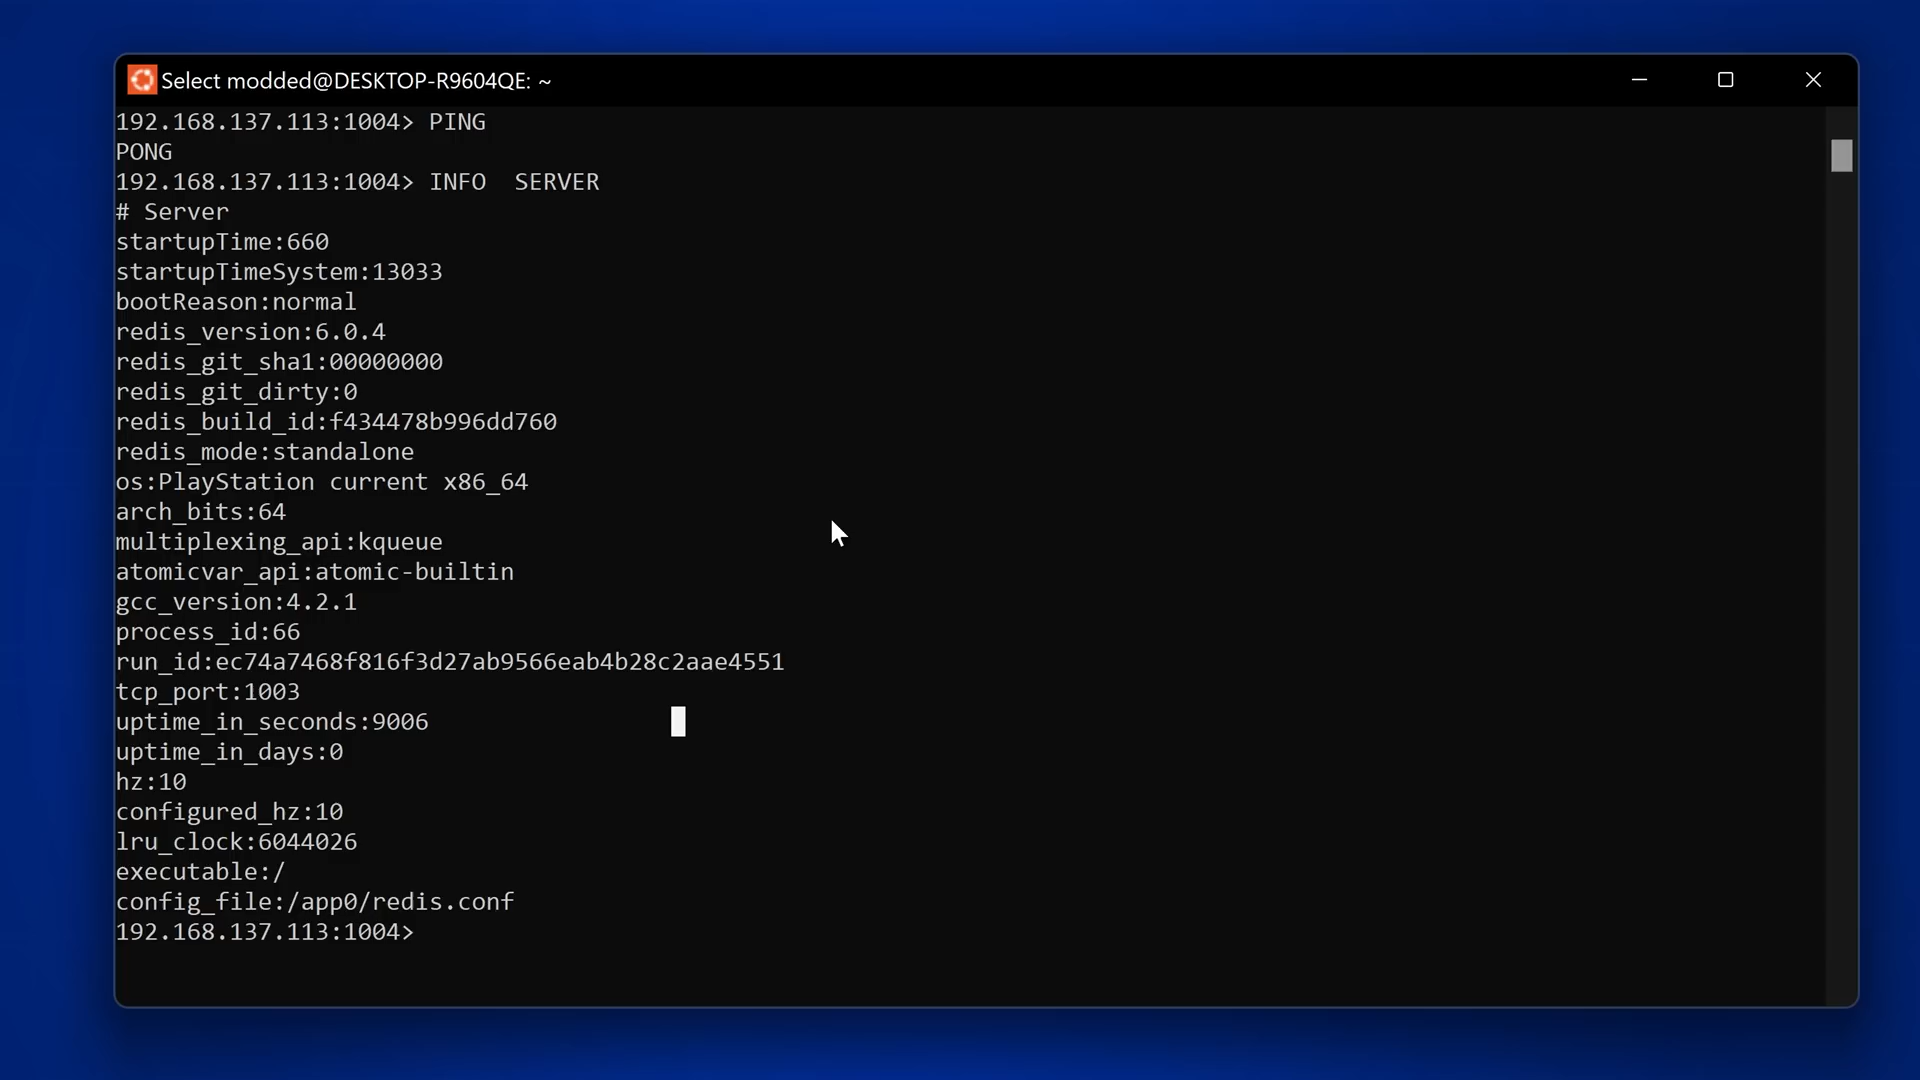 Select modded@DESKTOP-R9604QE: ~
192.168.137.113:1004> PING
PONG
192.168.137.113:1004> INFO  SERVER
# Server
startupTime:660
startupTimeSystem:13033
bootReason:normal
redis_version:6.0.4
redis_git_sha1:00000000
redis_git_dirty:0
redis_build_id:f434478b996dd760
redis_mode:standalone
os:PlayStation current x86_64
arch_bits:64
multiplexing_api:kqueue
atomicvar_api:atomic-builtin
gcc_version:4.2.1
process_id:66
run_id:ec74a7468f816f3d27ab9566eab4b28c2aae4551
tcp_port:1003
uptime_in_seconds:9006
uptime_in_days:0
hz:10
configured_hz:10
lru_clock:6044026
executable:/
config_file:/app0/redis.conf
192.168.137.113:1004>